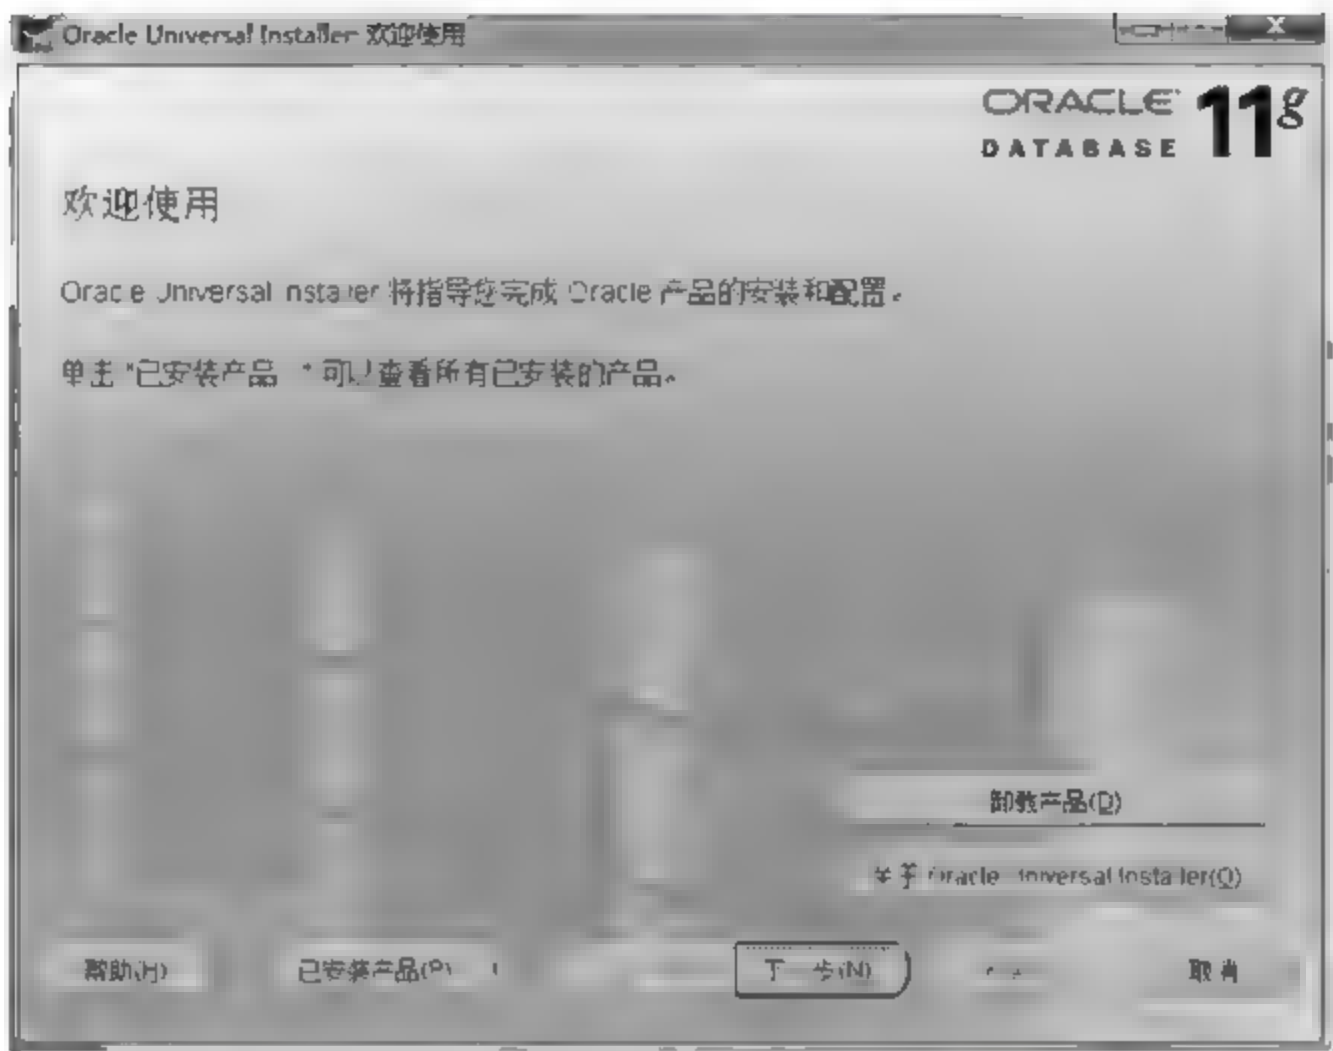 Oracle Universal Installer: 欢迎使用
ORACLE 11g
DATABASE
欢迎使用
Oracle Universal Installer 将指导您完成 Oracle 产品的安装和配置。
单击"已安装产品..."可以查看所有已安装的产品。
卸载产品(D)
关于 Oracle Universal Installer(O)
帮助(H)
已安装产品(P)
下一步(N)
取消